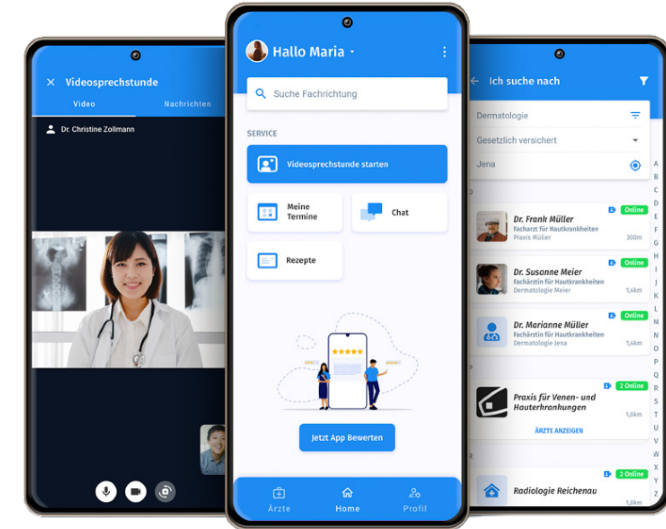 Videosprechstunde
Video
Nachrichten
Dr. Christine Zollmann
Hallo Maria
Suche Fachrichtung
SERVICE
Videosprechstunde starten
Meine
Termine
Chat
Rezepte
Jetzt App Bewerten
Ärzte
Home
Profil
Ich suche nach
Dermatologie
Gesetzlich versichert
Jena
Online
Dr. Frank Müller
Facharzt für Hautkrankheiten
Praxis Müller
300m
Online
Dr. Susanne Meier
Fachärztin für Hautkrankheiten
Dermatologie Meier
1,4km
Online
Dr. Marianne Müller
Fachärztin für Hautkrankheiten
Dermatologie Jena
1,4km
2 Online
Praxis für Venen- und
Hauterkrankungen
1,6km
ÄRZTE ANZEIGEN
2 Online
Radiologie Reichenau
1,6km
A
B
C
D
E
F
G
H
I
J
K
L
M
N
O
P
Q
R
S
T
U
V
W
X
Y
Z